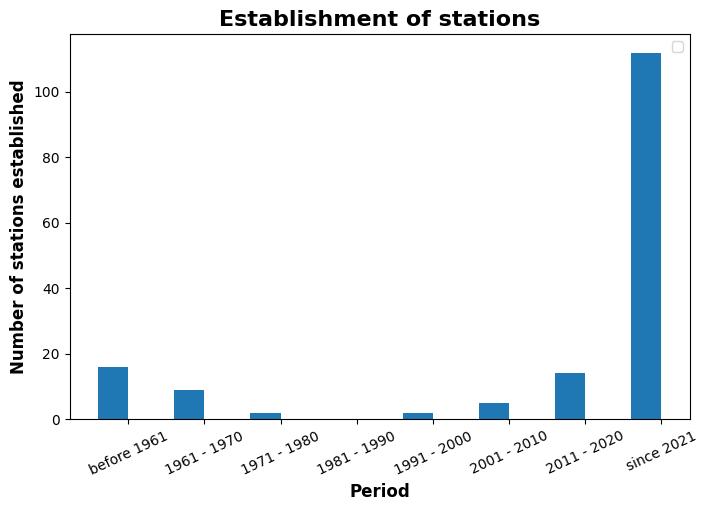 Establishment of stations
Number of stations established
100
80
60
40
20
0
before 1961
1961 - 1970
1971 - 1980
1981 - 1990
1991 - 2000
2001 - 2010
2011 - 2020
since 2021
Period